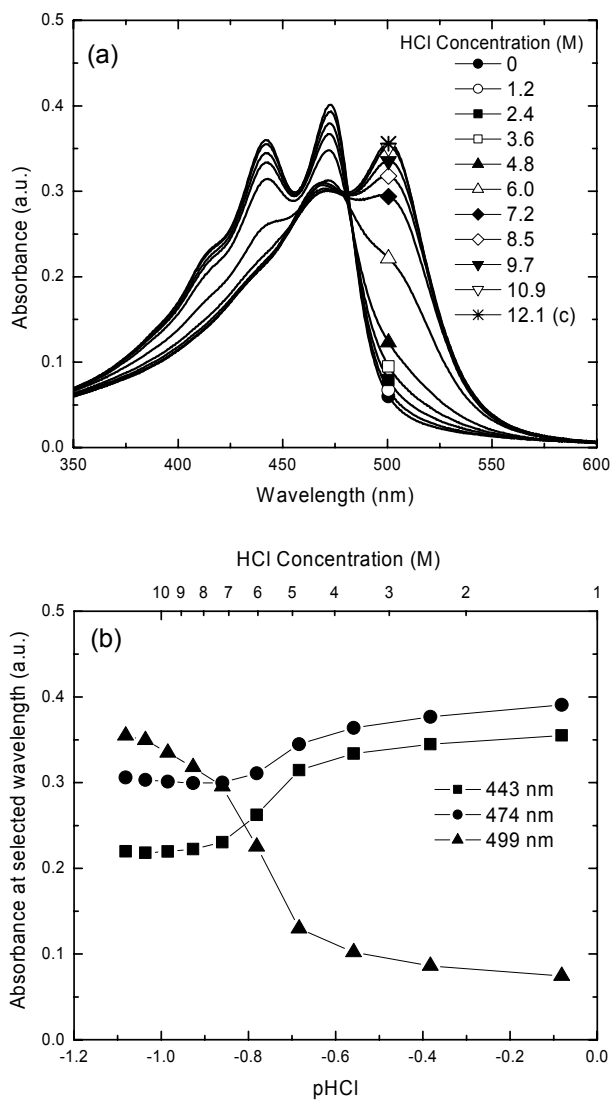 (a)
HCl Concentration (M)
0
1.2
2.4
3.6
4.8
6.0
7.2
8.5
9.7
10.9
12.1 (c)
0.5
0.4
0.3
0.2
0.1
0.0
Absorbance (a.u.)
350 400 450 500 550 600
Wavelength (nm)
HCl Concentration (M)
10 9 8 7 6 5 4 3 2 1
(b)
0.5
0.4
0.3
0.2
0.1
0.0
Absorbance at selected wavelength (a.u.)
443 nm
474 nm
499 nm
-1.2 -1.0 -0.8 -0.6 -0.4 -0.2 0.0
pHCl